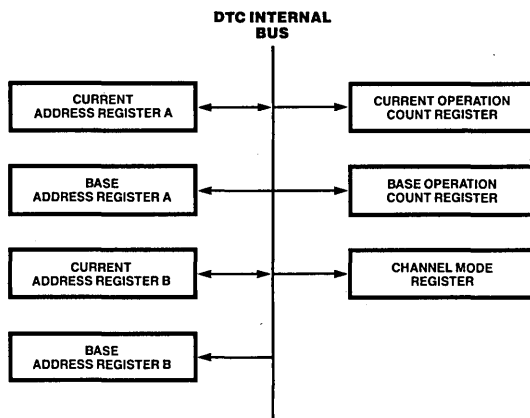 DTC INTERNAL
BUS
CURRENT
ADDRESS REGISTER A
CURRENT OPERATION
COUNT REGISTER
BASE
ADDRESS REGISTER A
BASE OPERATION
COUNT REGISTER
CURRENT
ADDRESS REGISTER B
CHANNEL MODE
REGISTER
BASE
ADDRESS REGISTER B